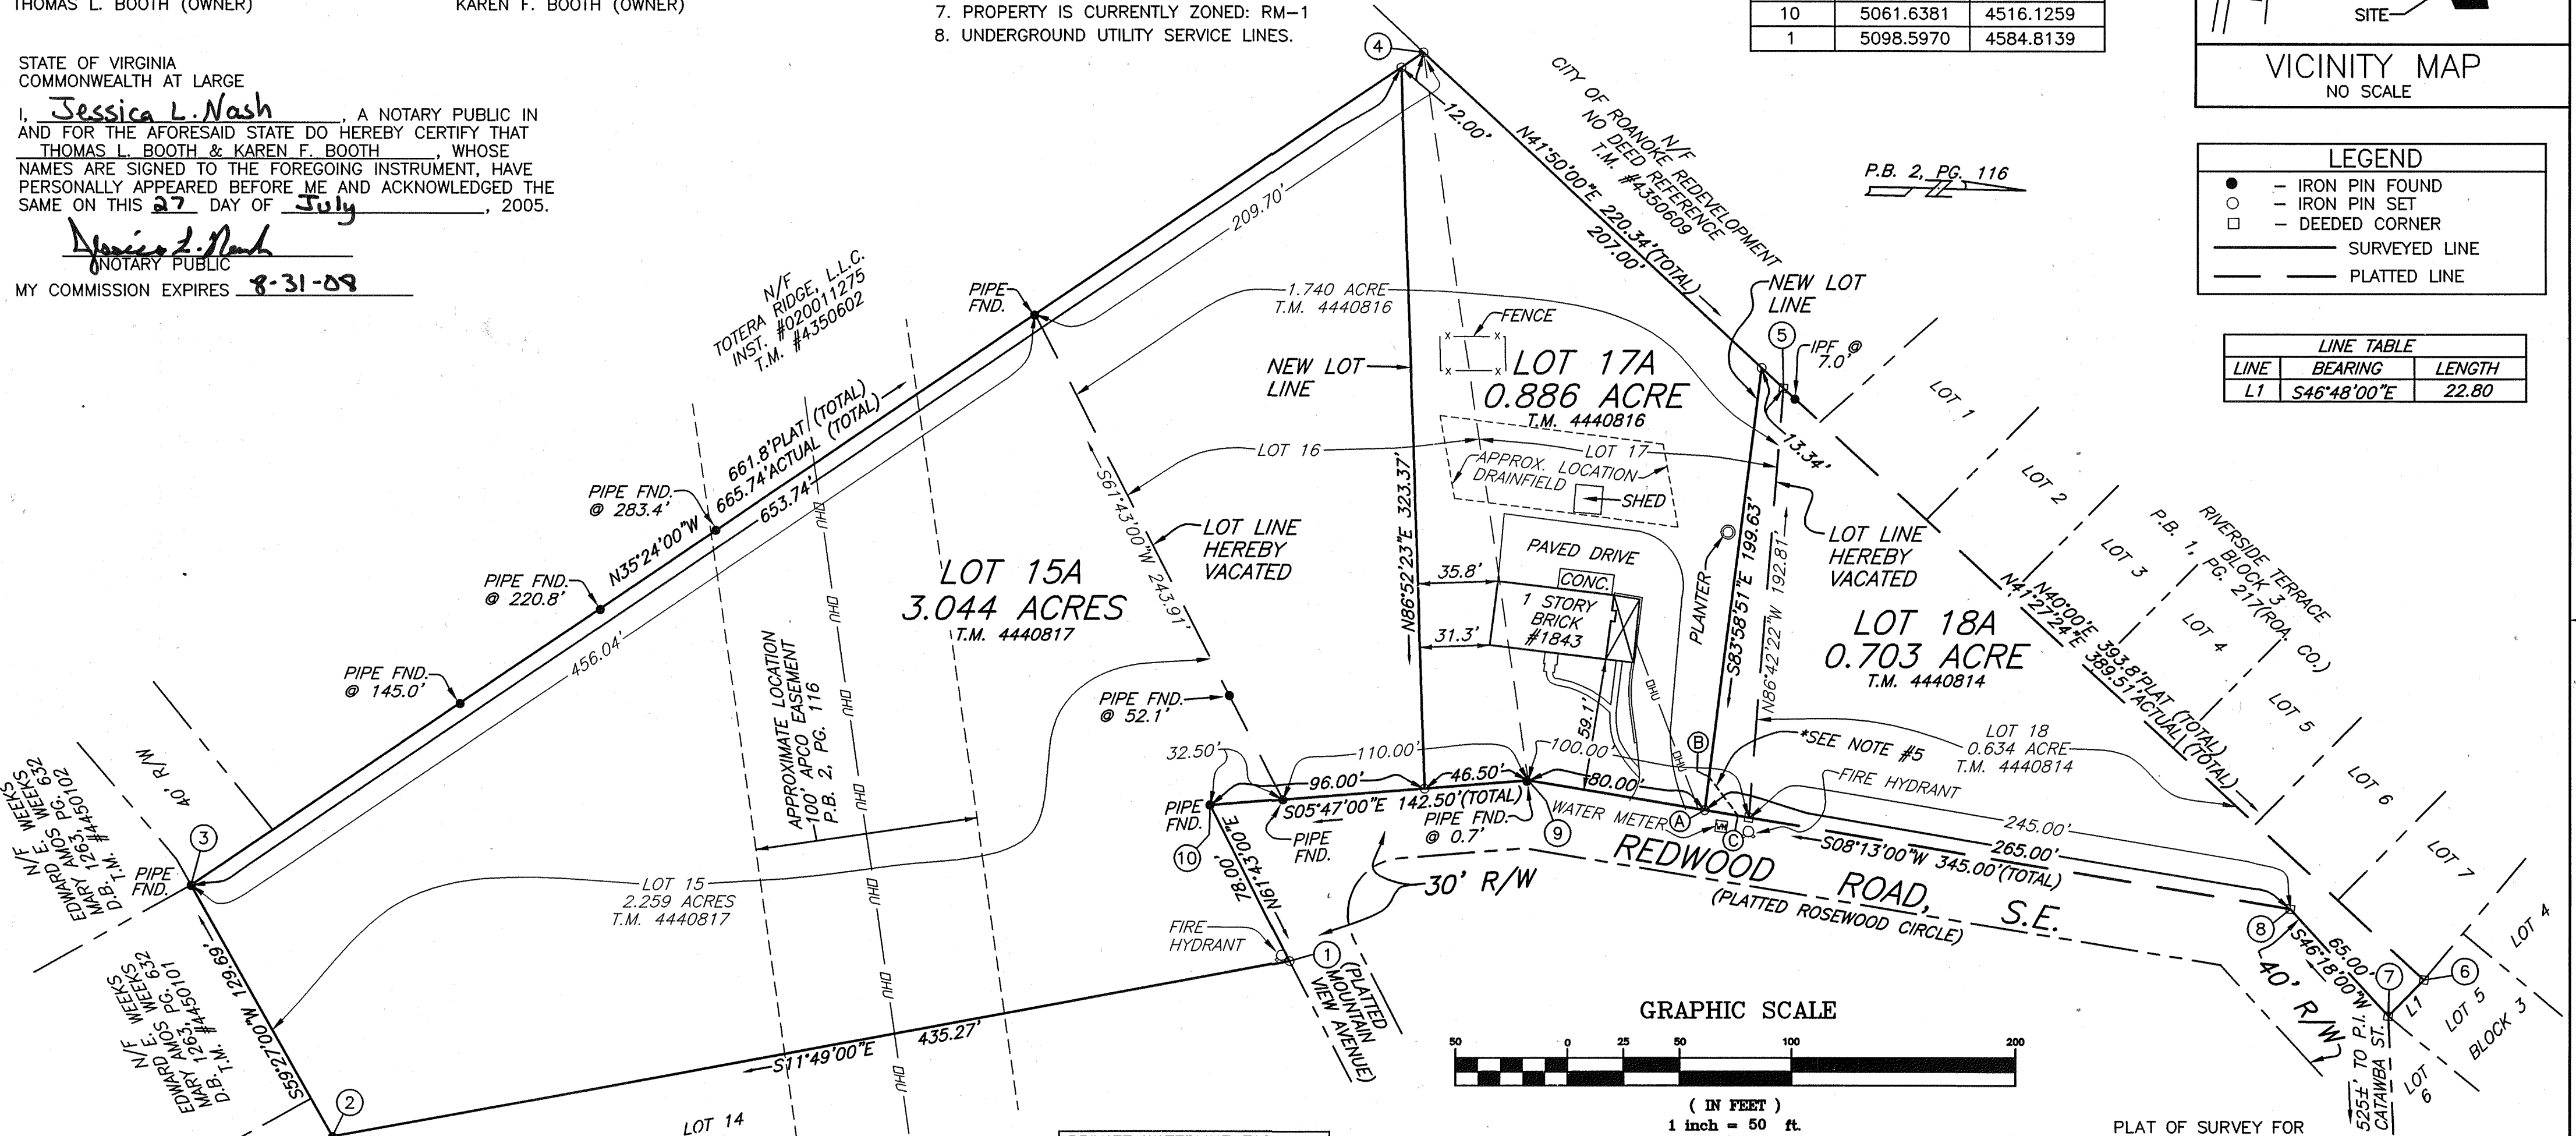 THOMAS L. BOOTH (OWNER)
KAREN F. BOOTH (OWNER)
STATE OF VIRGINIA
COMMONWEALTH AT LARGE
I, Jessica L. Nash, A NOTARY PUBLIC IN
AND FOR THE AFORESAID STATE DO HEREBY CERTIFY THAT
THOMAS L. BOOTH & KAREN F. BOOTH, WHOSE
NAMES ARE SIGNED TO THE FOREGOING INSTRUMENT, HAVE
PERSONALLY APPEARED BEFORE ME AND ACKNOWLEDGED THE
SAME ON THIS 27 DAY OF July, 2005.
Jessica L. Nash
NOTARY PUBLIC
MY COMMISSION EXPIRES 8-31-08
7. PROPERTY IS CURRENTLY ZONED: RM-1
8. UNDERGROUND UTILITY SERVICE LINES.
10 5061.6381 4516.1259
1 5098.5970 4584.8139
SITE
VICINITY MAP
NO SCALE
LEGEND
● – IRON PIN FOUND
○ – IRON PIN SET
□ – DEEDED CORNER
SURVEYED LINE
PLATTED LINE
LINE TABLE
LINE BEARING LENGTH
L1 S46°48'00"E 22.80
P.B. 2, PG. 116
4
12.00'
N41°50'00"E 220.34'(TOTAL)
207.00'
CITY OF ROANOKE REDEVELOPMENT
N/F
NO DEED REFERENCE
T.M. #4350609
NEW LOT
LINE
5
IPF @
7.0'
13.34'
209.70'
N/F
TOTERA RIDGE, L.L.C.
INST. #020011275
T.M. #4350602
PIPE
FND.
1.740 ACRE
T.M. 4440816
FENCE
x x
x x
NEW LOT
LINE
LOT 17A
0.886 ACRE
T.M. 4440816
LOT 16
LOT 17
APPROX. LOCATION
DRAINFIELD
SHED
661.8'PLAT (TOTAL)
665.74'ACTUAL (TOTAL)
N35°24'00"W
653.74'
456.04'
PIPE FND.
@ 283.4'
PIPE FND.
@ 220.8'
PIPE FND.
@ 145.0'
S61°43'00"W 243.91'
LOT LINE
HEREBY
VACATED
LOT 15A
3.044 ACRES
T.M. 4440817
N86°52'23"E 323.37'
35.8'
31.3'
PAVED DRIVE
CONC.
1 STORY
BRICK
#1843
59.1'
PLANTER
S83°58'51"E 199.63'
N86°42'22"W 192.81'
LOT LINE
HEREBY
VACATED
LOT 18A
0.703 ACRE
T.M. 4440814
LOT 1
LOT 2
LOT 3
LOT 4
LOT 5
LOT 6
LOT 7
RIVERSIDE TERRACE
BLOCK 3
P.B. 1, PG. 217(ROA. CO.)
N40°00'E 393.8'PLAT (TOTAL)
N41°27'24"E 389.51'ACTUAL (TOTAL)
OHU
OHU
OHU
OHU
OHU
OHU
OHU
OHU
OHU
APPROXIMATE LOCATION
100' APCO EASEMENT
P.B. 2, PG. 116
PIPE FND.
@ 52.1'
32.50'
110.00'
100.00'
96.00'
46.50'
80.00'
S05°47'00"E 142.50'(TOTAL)
PIPE
FND.
PIPE
FND.
PIPE FND.
@ 0.7'
9
10
WATER METER
A
B
C
W
*SEE NOTE #5
FIRE HYDRANT
LOT 18
0.634 ACRE
T.M. 4440814
245.00'
265.00'
S08°13'00"W 345.00'(TOTAL)
REDWOOD ROAD, S.E.
(PLATTED ROSEWOOD CIRCLE)
30' R/W
78.00'
N61°43'00"E
FIRE
HYDRANT
1
(PLATTED
MOUNTAIN
VIEW AVENUE)
40' R/W
3
PIPE
FND.
N/F
EDWARD E. WEEKS
MARY AMOS WEEKS
D.B. 1263, PG. 632
T.M. #4450102
N/F
EDWARD E. WEEKS
MARY AMOS WEEKS
D.B. 1263, PG. 632
T.M. #4450101
S59°27'00"W 129.69'
2
LOT 15
2.259 ACRES
T.M. 4440817
S11°49'00"E 435.27'
LOT 14
8
S46°18'00"W
65.00'
7
6
L1
40' R/W
LOT 4
LOT 5
BLOCK 3
LOT
6
525±' TO P.I.
CATAWBA ST.
GRAPHIC SCALE
50 0 25 50 100 200
( IN FEET )
1 inch = 50 ft.
PLAT OF SURVEY FOR